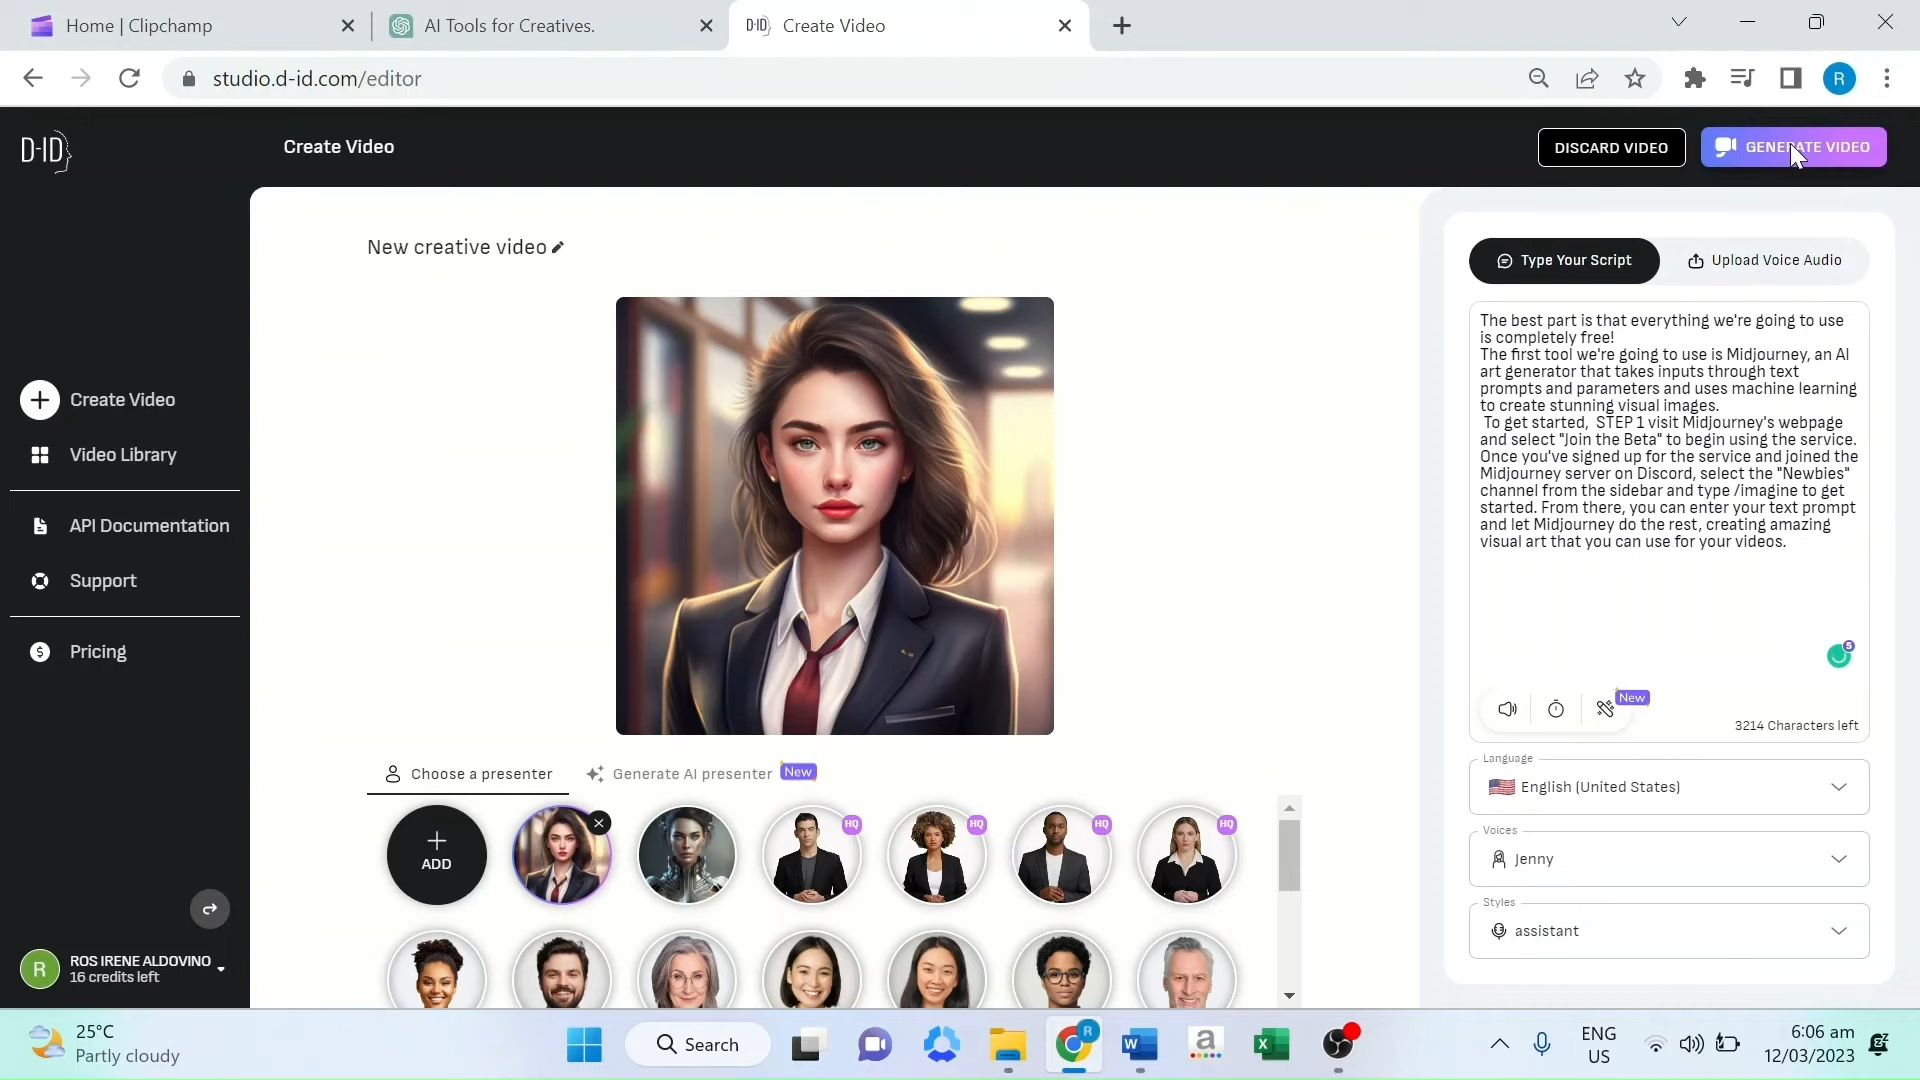 Home | Clipchamp
AI Tools for Creatives.
D-ID Create Video
studio.d-id.com/editor
R
D-ID
Create Video
DISCARD VIDEO
GENERATE VIDEO
New creative video
Type Your Script
Upload Voice Audio
The best part is that everything we're going to use
is completely free!
The first tool we're going to use is Midjourney, an AI
art generator that takes inputs through text
prompts and parameters and uses machine learning
to create stunning visual images.
To get started, STEP 1 visit Midjourney's webpage
and select "Join the Beta" to begin using the service.
Once you've signed up for the service and joined the
Midjourney server on Discord, select the "Newbies"
channel from the sidebar and type /imagine to get
started. From there, you can enter your text prompt
and let Midjourney do the rest, creating amazing
visual art that you can use for your videos.
5
New
3214 Characters left
Language
English (United States)
Voices
Jenny
Styles
assistant
Create Video
Video Library
API Documentation
Support
$
Pricing
R
ROS IRENE ALDOVINO
16 credits left
Choose a presenter
Generate AI presenter
New
ADD
HQ
HQ
HQ
HQ
25°C
Partly cloudy
Search
R
W
a
X
ENG
US
6:06 am
12/03/2023